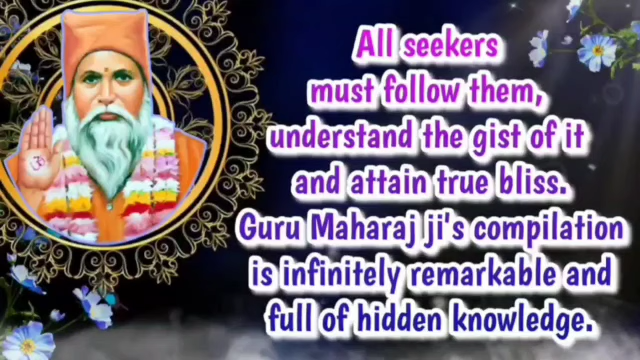 All seekers
must follow them,
understand the gist of it
and attain true bliss.
Guru Maharaj ji's compilation
is infinitely remarkable and
full of hidden knowledge.
ॐ